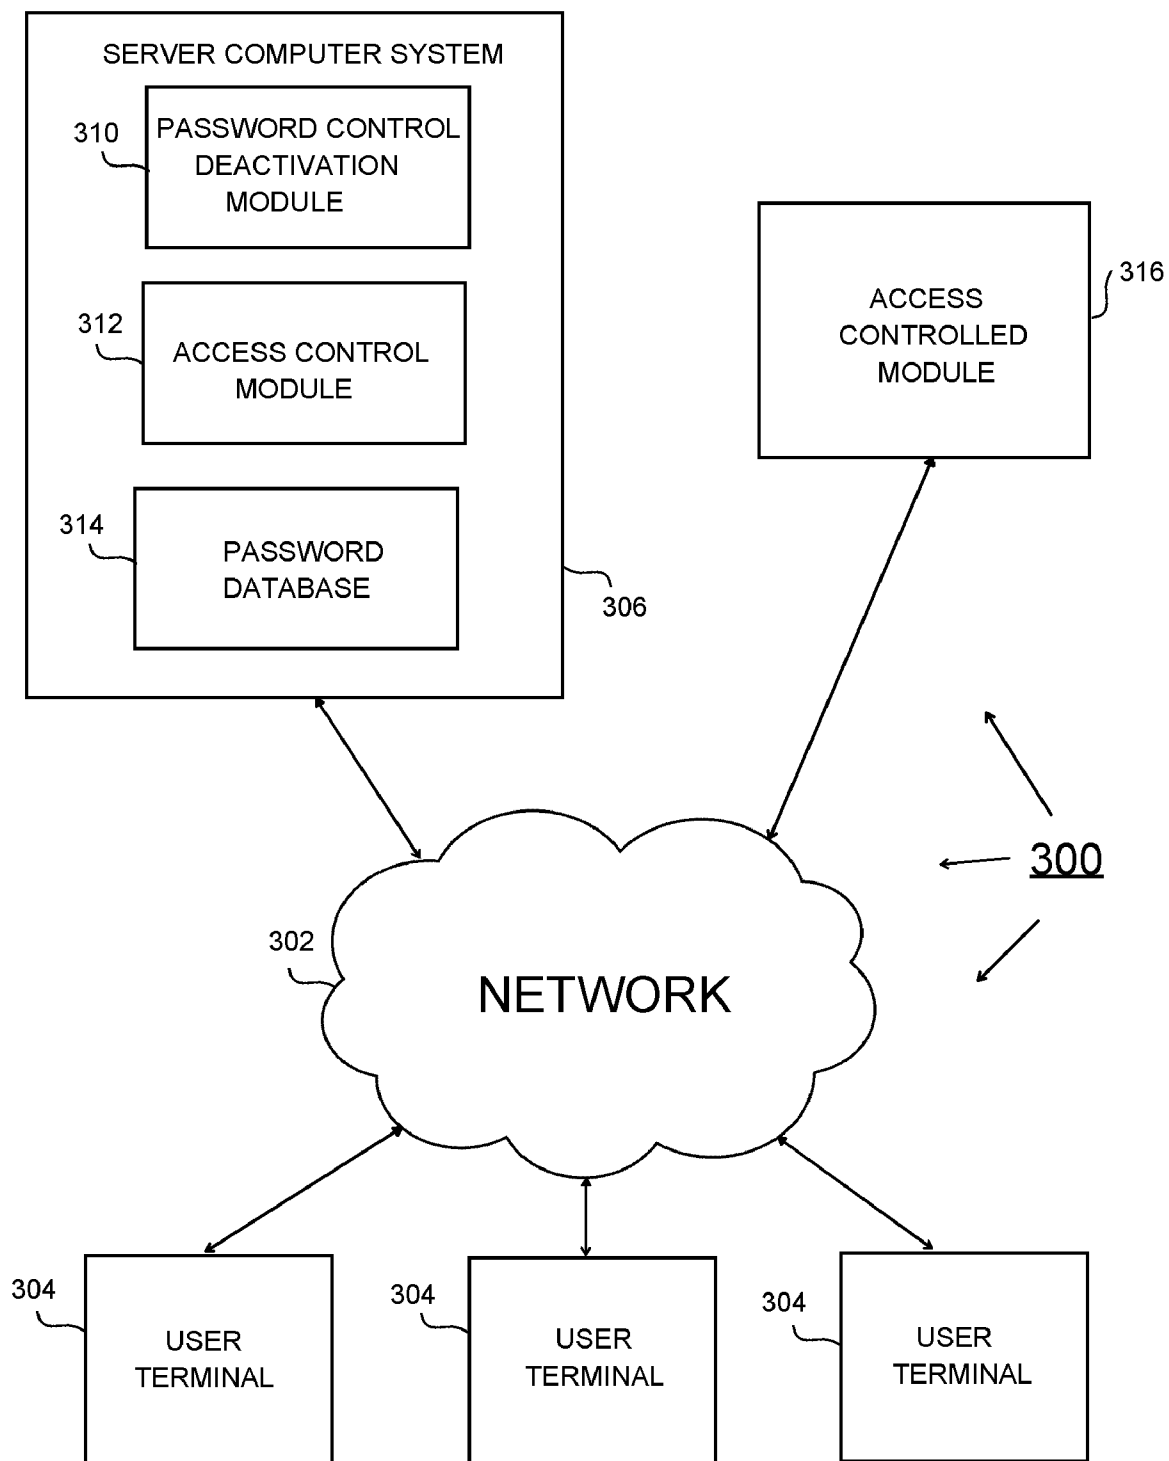 SERVER COMPUTER SYSTEM
310
PASSWORD CONTROL
DEACTIVATION
MODULE
312
ACCESS CONTROL
MODULE
314
PASSWORD
DATABASE
306
ACCESS
CONTROLLED
MODULE
316
300
302
NETWORK
304
USER
TERMINAL
304
USER
TERMINAL
304
USER
TERMINAL